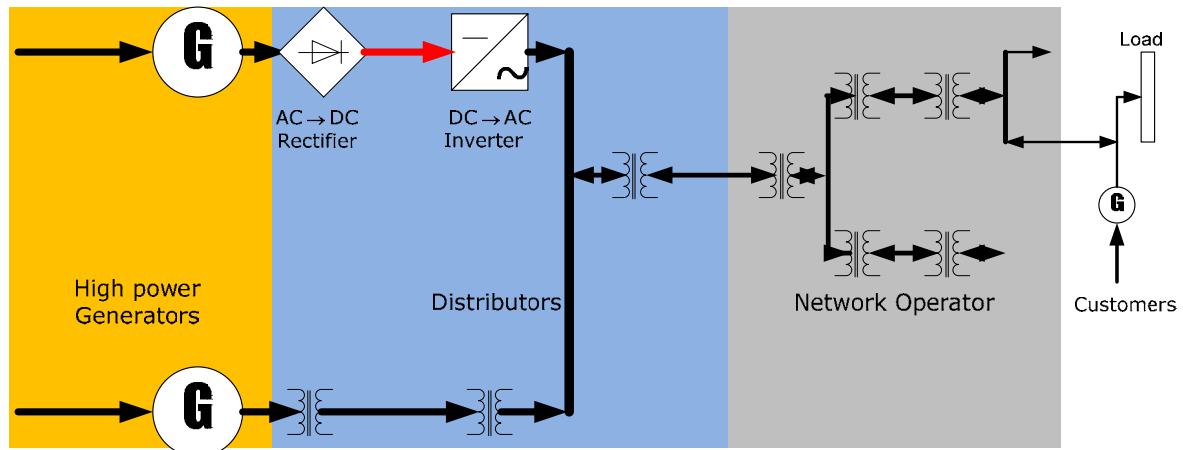 G
AC→DC
Rectifier
DC→AC
Inverter
Load
G
High power
Generators
Distributors
Network Operator
Customers
G